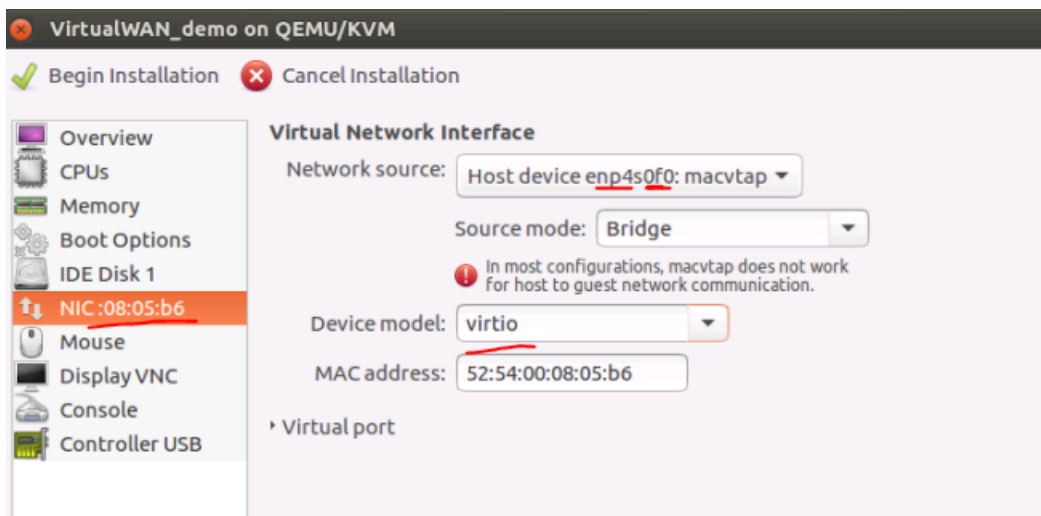 VirtualWAN_demo on QEMU/KVM
Begin Installation Cancel Installation
Overview
CPUs
Memory
Boot Options
IDE Disk 1
NIC :08:05:b6
Mouse
Display VNC
Console
Controller USB
Virtual Network Interface
Network source: Host device enp4s0f0: macvtap
Source mode: Bridge
In most configurations, macvtap does not work
for host to guest network communication.
Device model: virtio
MAC address: 52:54:00:08:05:b6
Virtual port